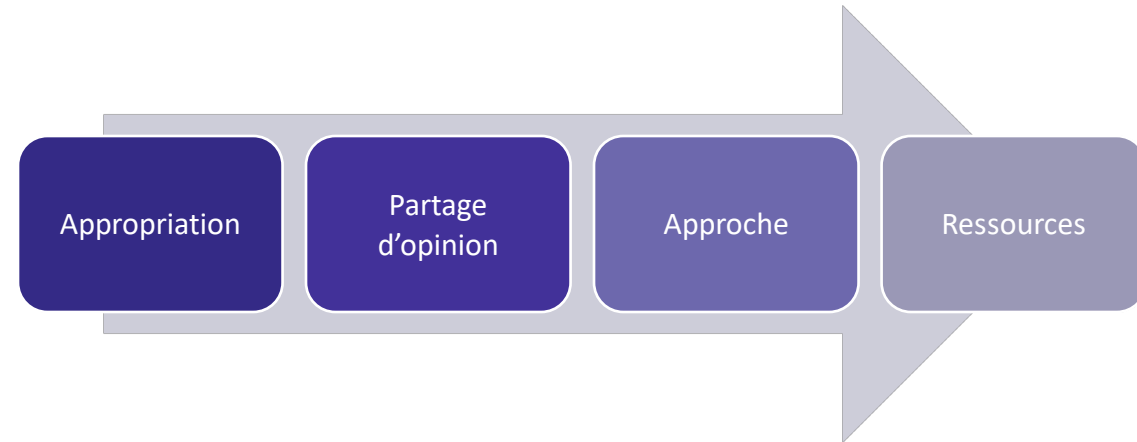 Appropriation
Partage
d’opinion
Approche
Ressources